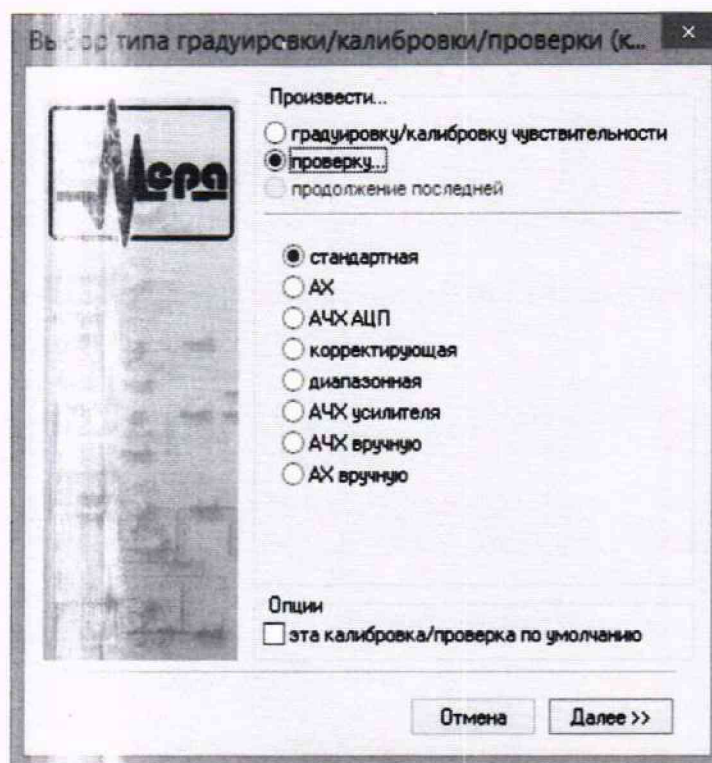 Выбор типа градуировки/калибровки/проверки (к...
Мера
Произвести...
градуировку/калибровку чувствительности
проверку...
продолжение последней
стандартная
АХ
АЧХ АЦП
корректирующая
диапазонная
АЧХ усилителя
АЧХ вручную
АХ вручную
Опции
эта калибровка/проверка по умолчанию
Отмена
Далее >>